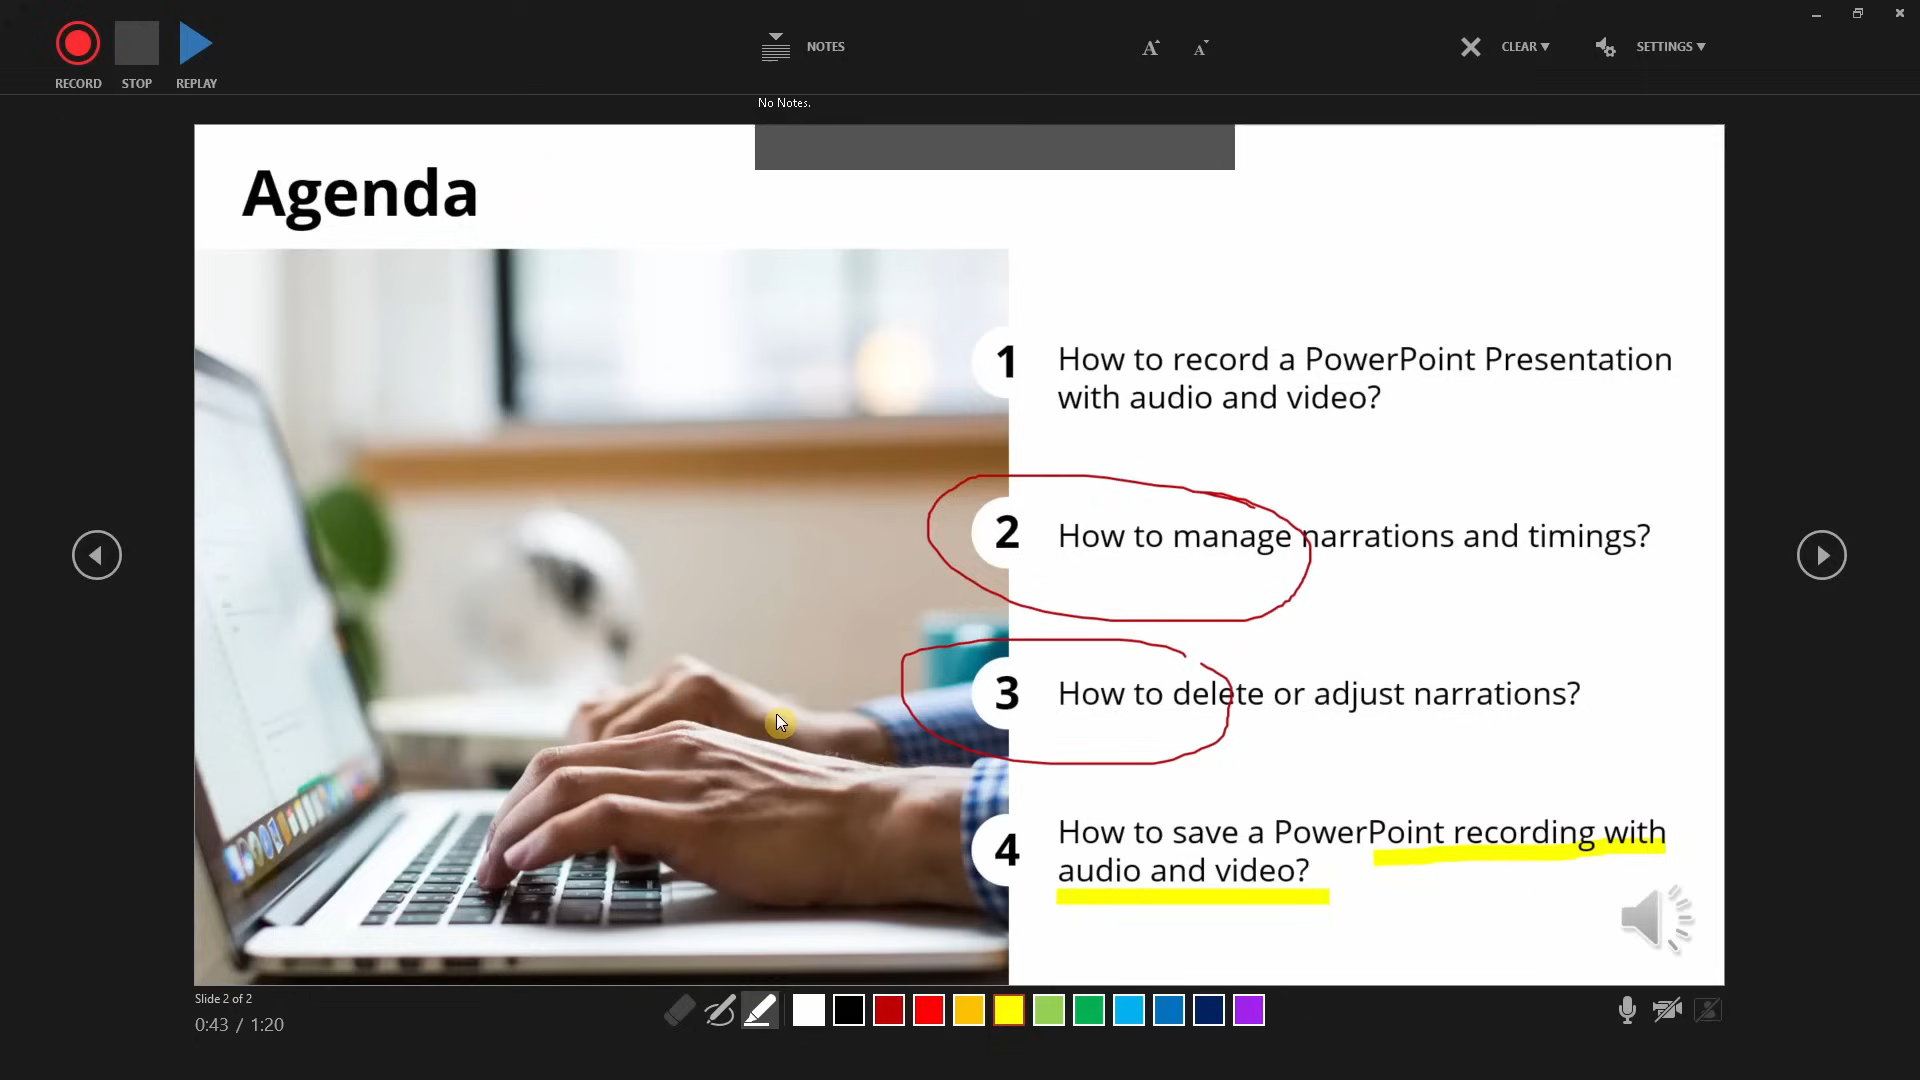 RECORD
STOP
REPLAY
NOTES
A A
CLEAR
SETTINGS
No Notes.
Agenda
1
How to record a PowerPoint Presentation
with audio and video?
2
How to manage narrations and timings?
3
How to delete or adjust narrations?
4
How to save a PowerPoint recording with
audio and video?
Slide 2 of 2
0:43 / 1:20